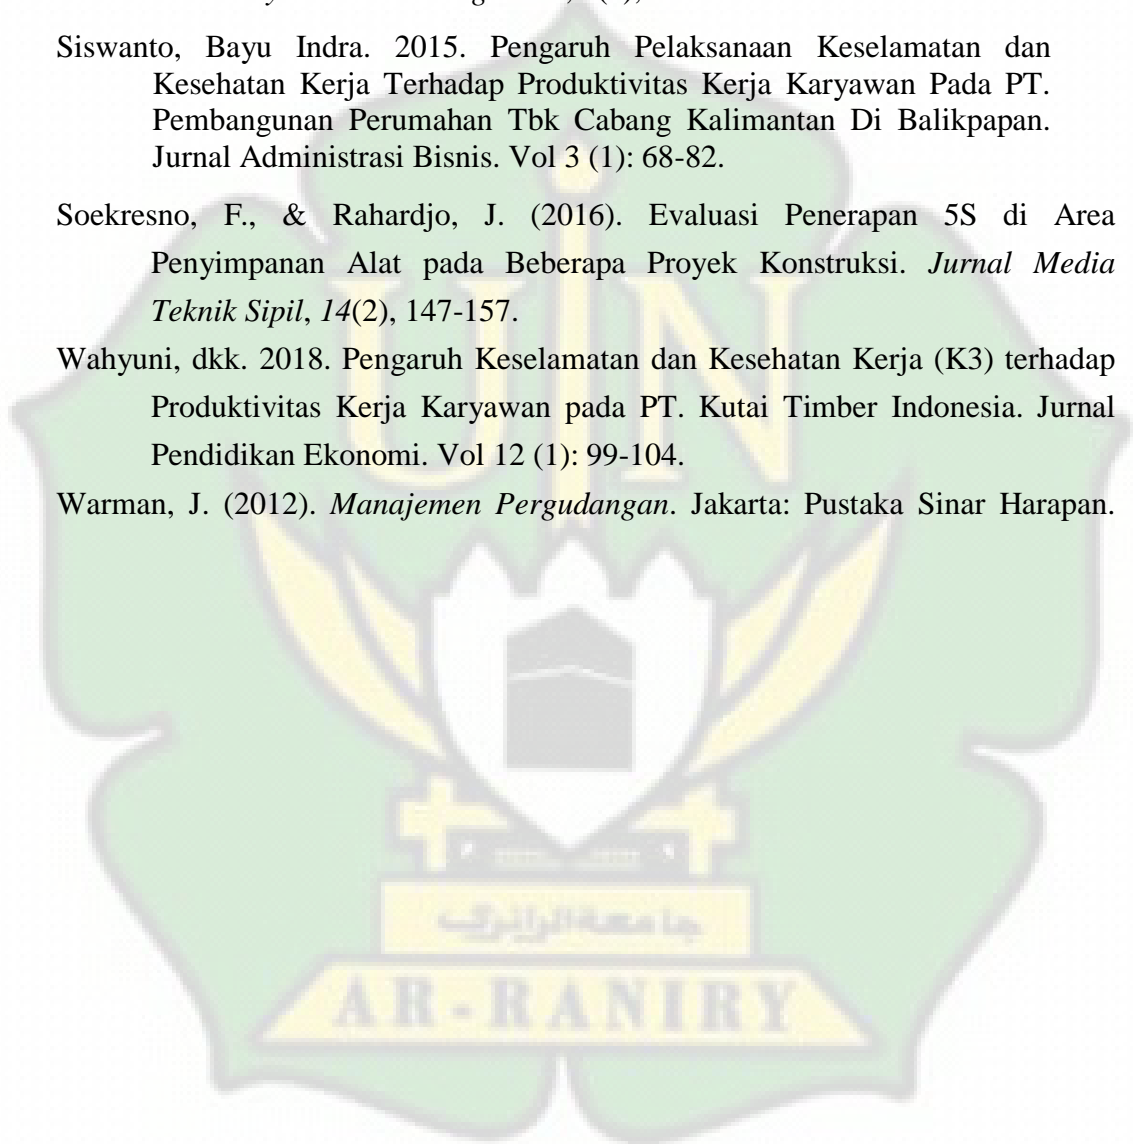 Siswanto, Bayu Indra. 2015. Pengaruh Pelaksanaan Keselamatan dan
Kesehatan Kerja Terhadap Produktivitas Kerja Karyawan Pada PT.
Pembangunan Perumahan Tbk Cabang Kalimantan Di Balikpapan.
Jurnal Administrasi Bisnis. Vol 3 (1): 68-82.
Soekresno, F., & Rahardjo, J. (2016). Evaluasi Penerapan 5S di Area
Penyimpanan Alat pada Beberapa Proyek Konstruksi. Jurnal Media
Teknik Sipil, 14(2), 147-157.
Wahyuni, dkk. 2018. Pengaruh Keselamatan dan Kesehatan Kerja (K3) terhadap
Produktivitas Kerja Karyawan pada PT. Kutai Timber Indonesia. Jurnal
Pendidikan Ekonomi. Vol 12 (1): 99-104.
Warman, J. (2012). Manajemen Pergudangan. Jakarta: Pustaka Sinar Harapan.
UIN
جامعة الرانري
AR-RANIRY